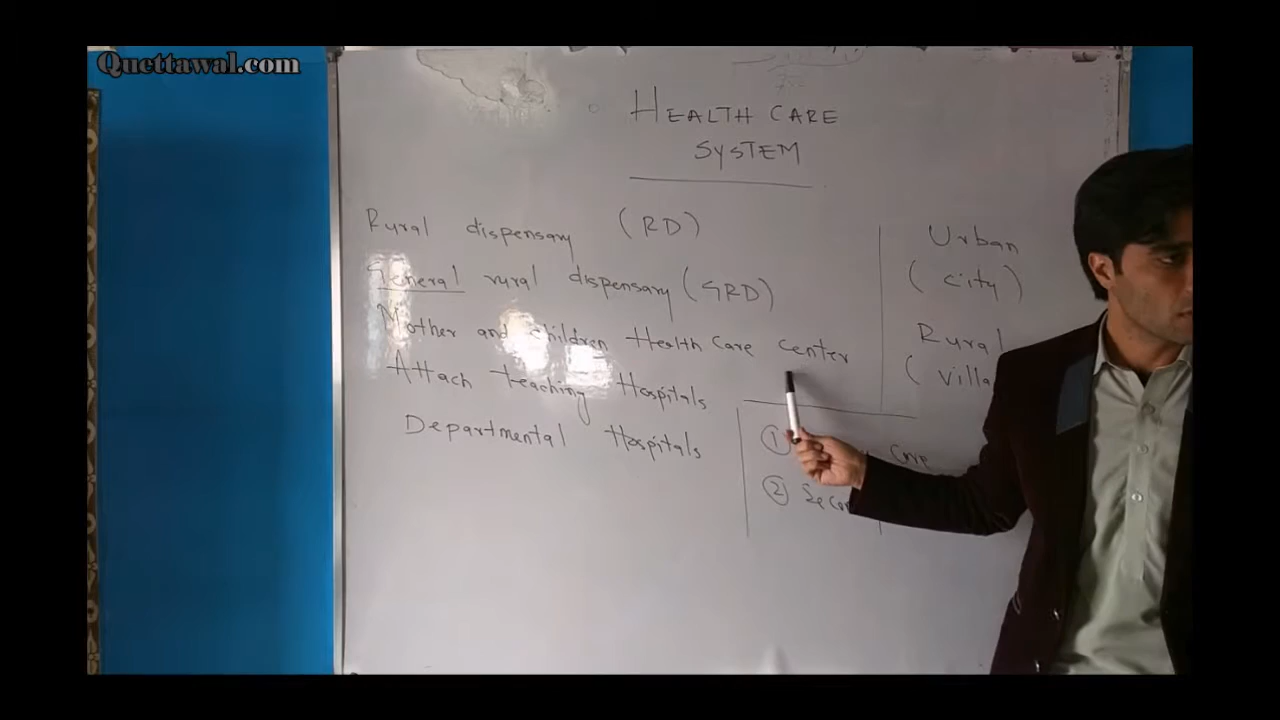 Quettawal.com
HEALTH CARE
SYSTEM
Rural dispensary (RD)
General rural dispensary (GRD)
Mother and children Health Care center
Attach teaching Hospitals
Departmental Hospitals
Urban
(city)
Rural
(
①
②